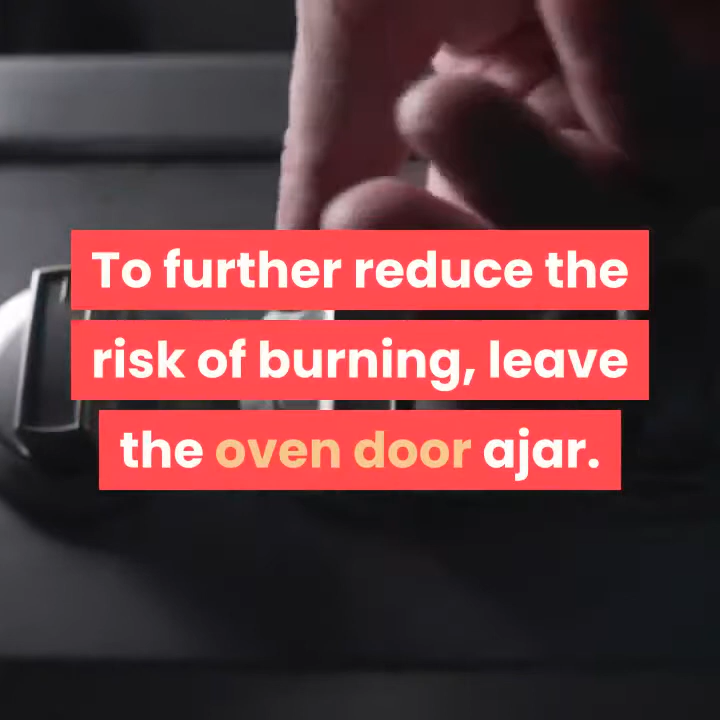 To further reduce the
risk of burning, leave
the oven door ajar.